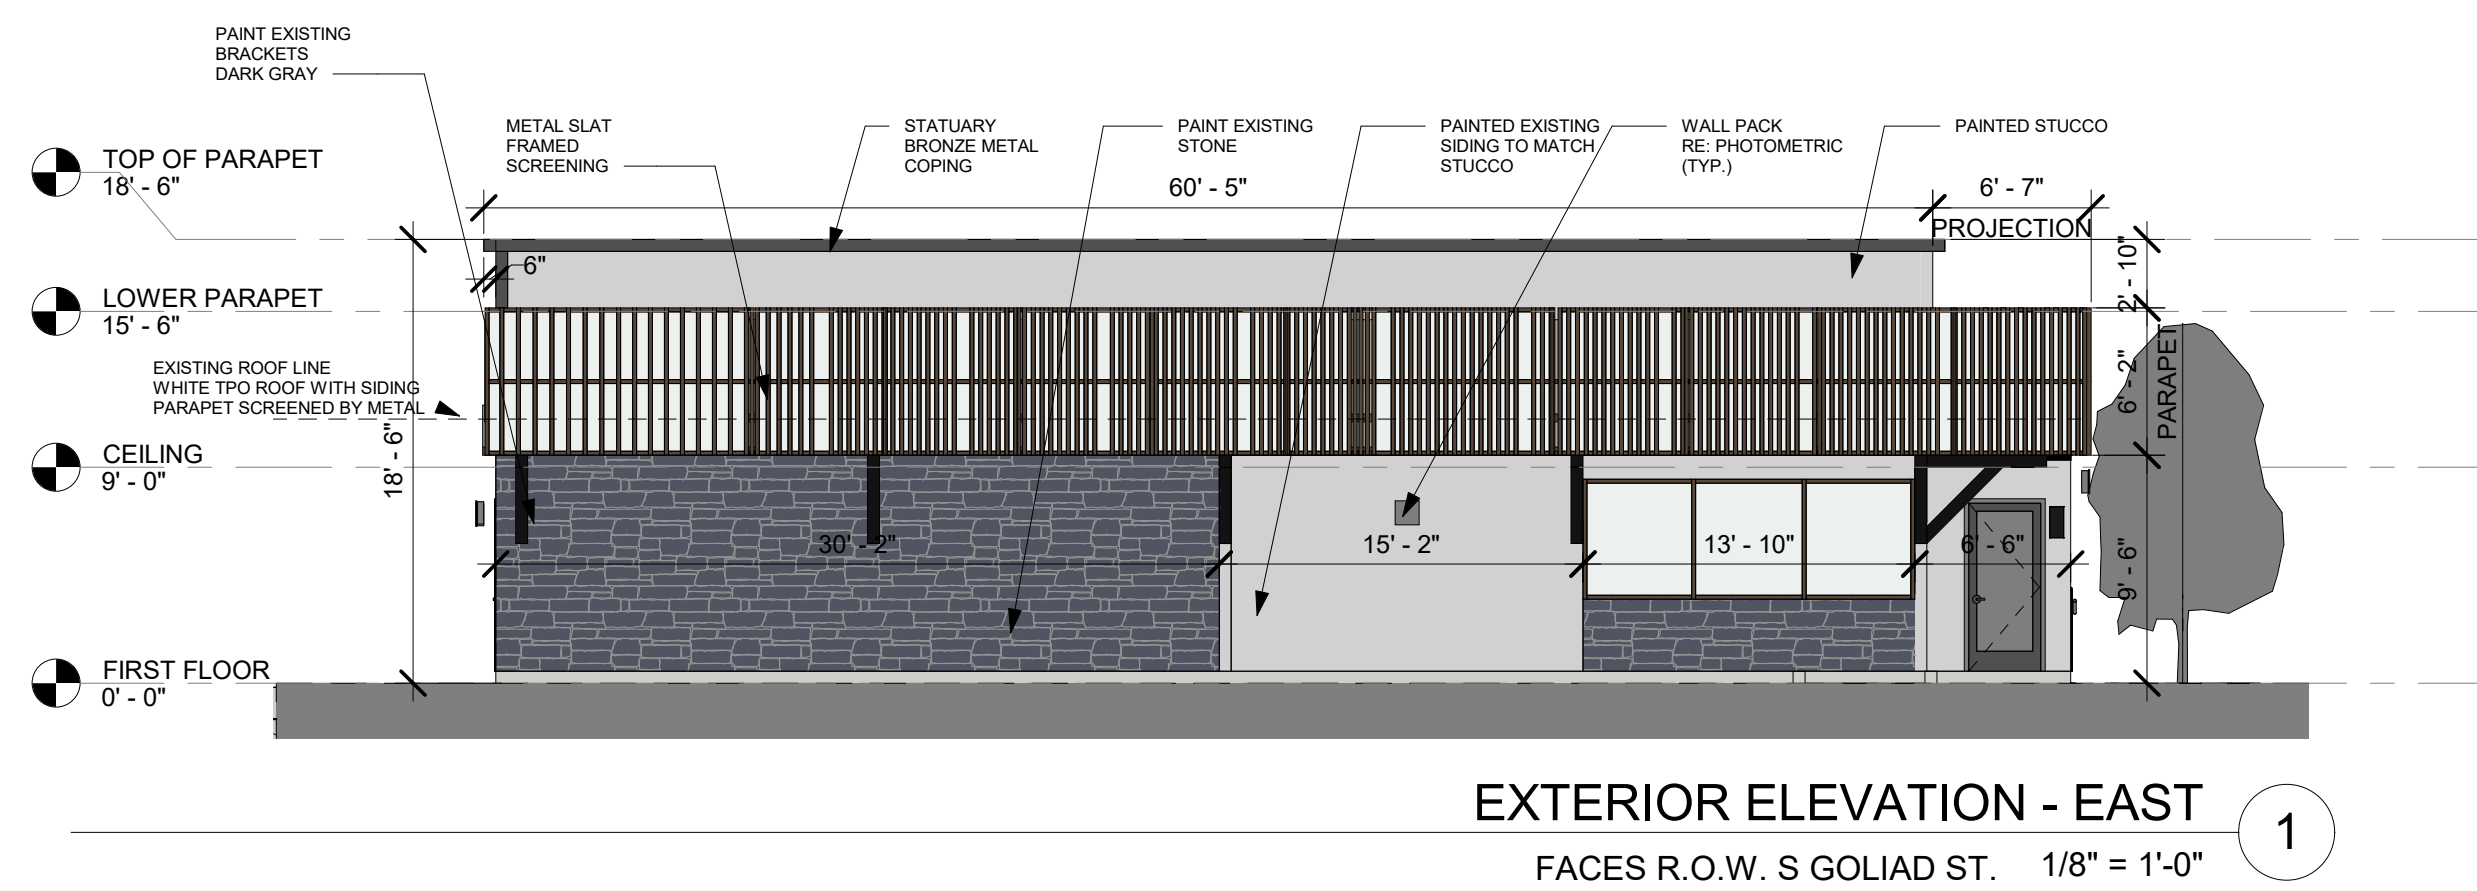 PAINT EXISTING
BRACKETS
DARK GRAY
METAL SLAT
FRAMED
SCREENING
STATUARY
BRONZE METAL
COPING
PAINT EXISTING
STONE
PAINTED EXISTING
SIDING TO MATCH
STUCCO
WALL PACK
RE: PHOTOMETRIC
(TYP.)
PAINTED STUCCO
TOP OF PARAPET
18' - 6"
60' - 5"
6' - 7"
PROJECTION
6"
2' - 10"
LOWER PARAPET
15' - 6"
EXISTING ROOF LINE
WHITE TPO ROOF WITH SIDING
PARAPET SCREENED BY METAL
6' - 2"
PARAPET
CEILING
9' - 0"
18' - 6"
30' - 2"
15' - 2"
13' - 10"
6' - 6"
9' - 6"
FIRST FLOOR
0' - 0"
EXTERIOR ELEVATION - EAST
1
FACES R.O.W. S GOLIAD ST. 1/8" = 1'-0"